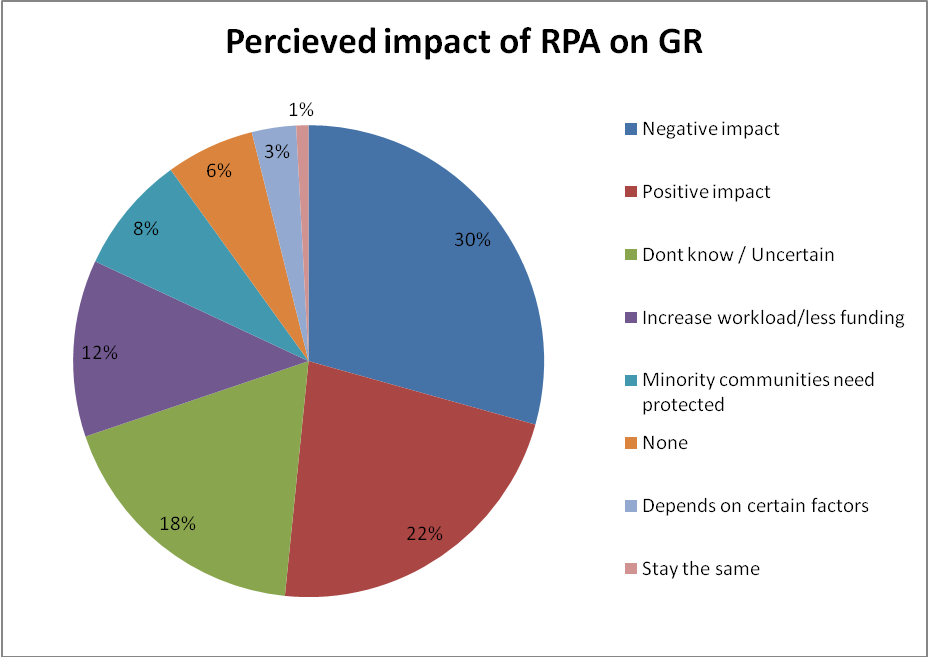 Percieved impact of RPA on GR
1%
3%
6%
8%
12%
18%
22%
30%
Negative impact
Positive impact
Dont know / Uncertain
Increase workload/less funding
Minority communities need
protected
None
Depends on certain factors
Stay the same